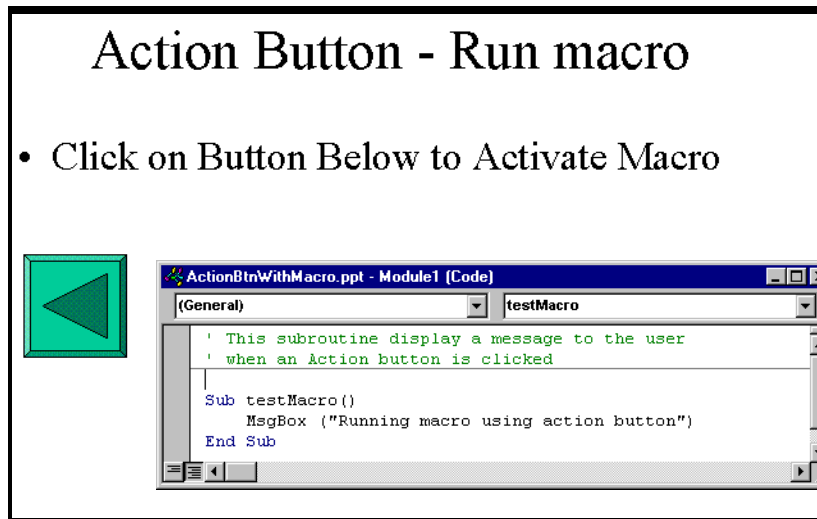 Action Button - Run macro
• Click on Button Below to Activate Macro
ActionBtnWithMacro.ppt - Module1 (Code)
(General) testMacro
' This subroutine display a message to the user
' when an Action button is clicked
Sub testMacro()
MsgBox ("Running macro using action button")
End Sub